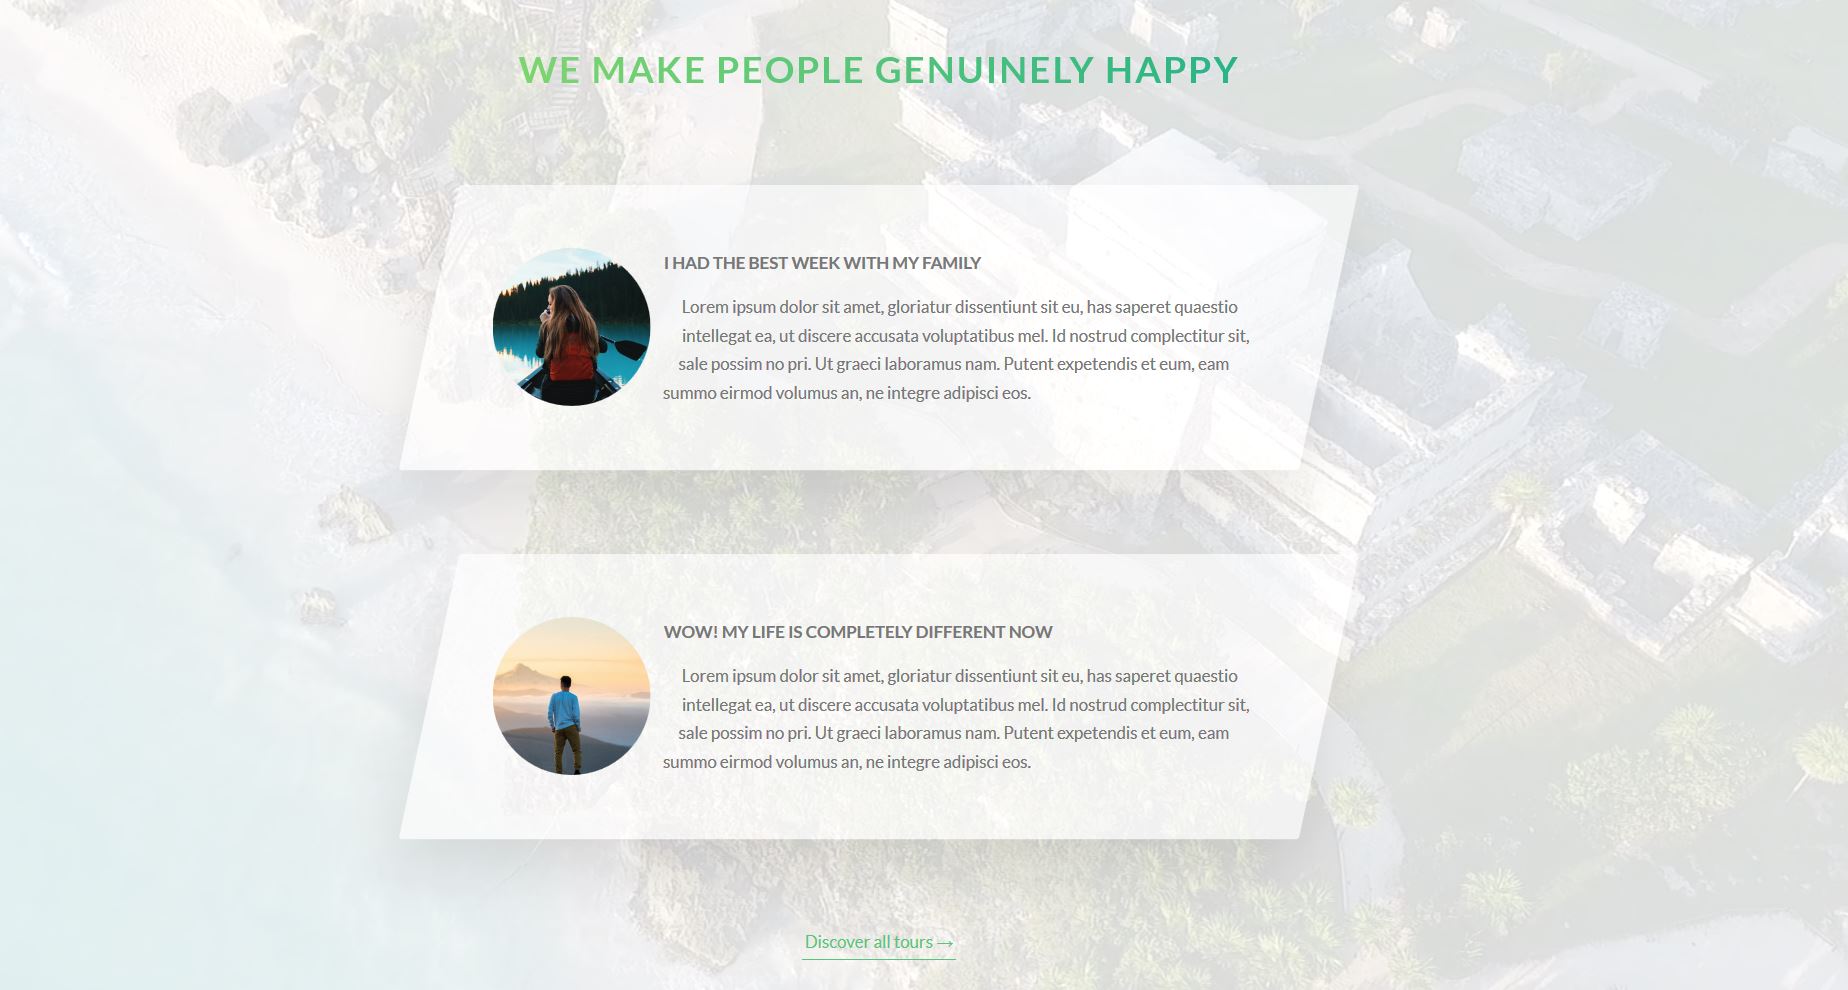 WE MAKE PEOPLE GENUINELY HAPPY
I HAD THE BEST WEEK WITH MY FAMILY
Lorem ipsum dolor sit amet, gloriatur dissentiunt sit eu, has saperet quaestio
intellegat ea, ut discere accusata voluptatibus mel. Id nostrud complectitur sit,
sale possim no pri. Ut graeci laboramus nam. Putent expetendis et eum, eam
summo eirmod volumus an, ne integre adipisci eos.
WOW! MY LIFE IS COMPLETELY DIFFERENT NOW
Lorem ipsum dolor sit amet, gloriatur dissentiunt sit eu, has saperet quaestio
intellegat ea, ut discere accusata voluptatibus mel. Id nostrud complectitur sit,
sale possim no pri. Ut graeci laboramus nam. Putent expetendis et eum, eam
summo eirmod volumus an, ne integre adipisci eos.
Discover all tours →